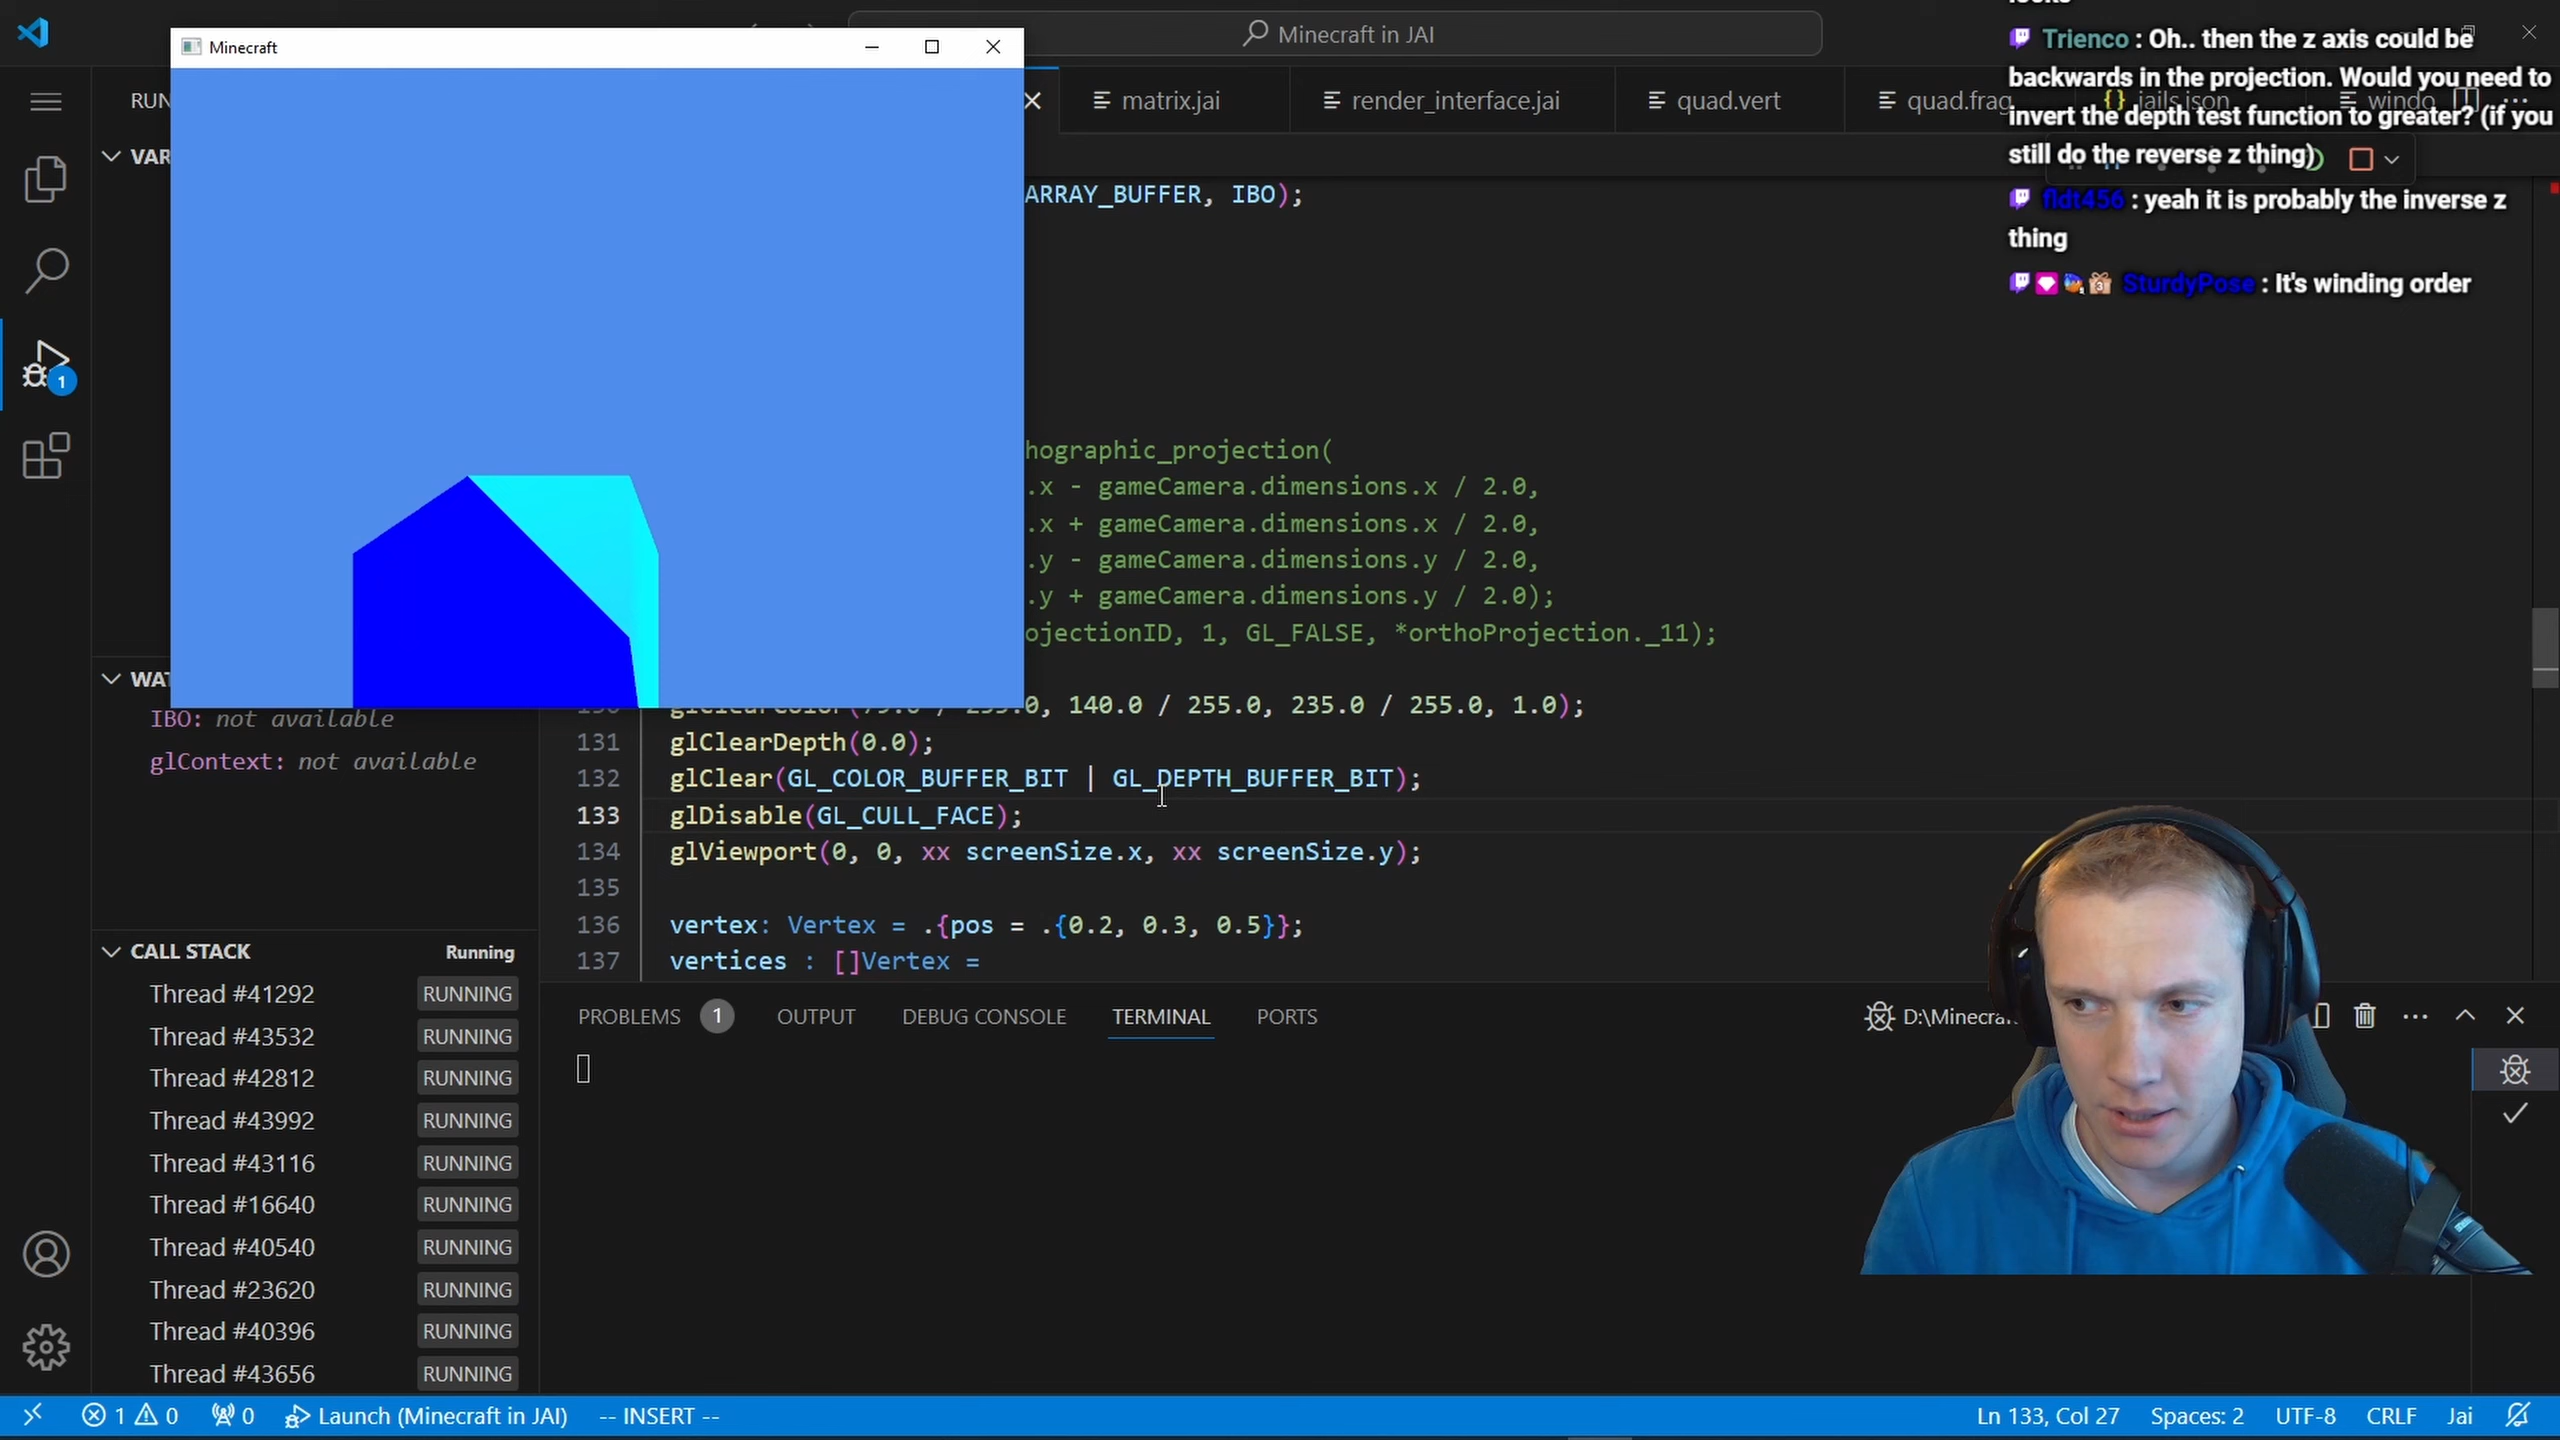 Minecraft
Minecraft in JAI
looks
Trienco : Oh.. then the z axis could be
backwards in the projection. Would you need to
invert the depth test function to greater? (if you
still do the reverse z thing)
fldt456 : yeah it is probably the inverse z
thing
SturdyPose : It's winding order
RUN
matrix.jai
render_interface.jai
quad.vert
quad.frag
{} jails.json
windo
VAR
ARRAY_BUFFER, IBO);
hographic_projection(
.x - gameCamera.dimensions.x / 2.0,
.x + gameCamera.dimensions.x / 2.0,
.y - gameCamera.dimensions.y / 2.0,
.y + gameCamera.dimensions.y / 2.0);
ojectionID, 1, GL_FALSE, *orthoProjection._11);
1
WAT
IBO: not available
glContext: not available
.0, 140.0 / 255.0, 235.0 / 255.0, 1.0);
131 glClearDepth(0.0);
132 glClear(GL_COLOR_BUFFER_BIT | GL_DEPTH_BUFFER_BIT);
133 glDisable(GL_CULL_FACE);
134 glViewport(0, 0, xx screenSize.x, xx screenSize.y);
135
136 vertex: Vertex = .{pos = .{0.2, 0.3, 0.5}};
137 vertices : []Vertex =
CALL STACK Running
Thread #41292 RUNNING
Thread #43532 RUNNING
Thread #42812 RUNNING
Thread #43992 RUNNING
Thread #43116 RUNNING
Thread #16640 RUNNING
Thread #40540 RUNNING
Thread #23620 RUNNING
Thread #40396 RUNNING
Thread #43656 RUNNING
PROBLEMS 1 OUTPUT DEBUG CONSOLE TERMINAL PORTS
D:\Minecra
1 0 0 Launch (Minecraft in JAI) -- INSERT --
Ln 133, Col 27 Spaces: 2 UTF-8 CRLF Jai